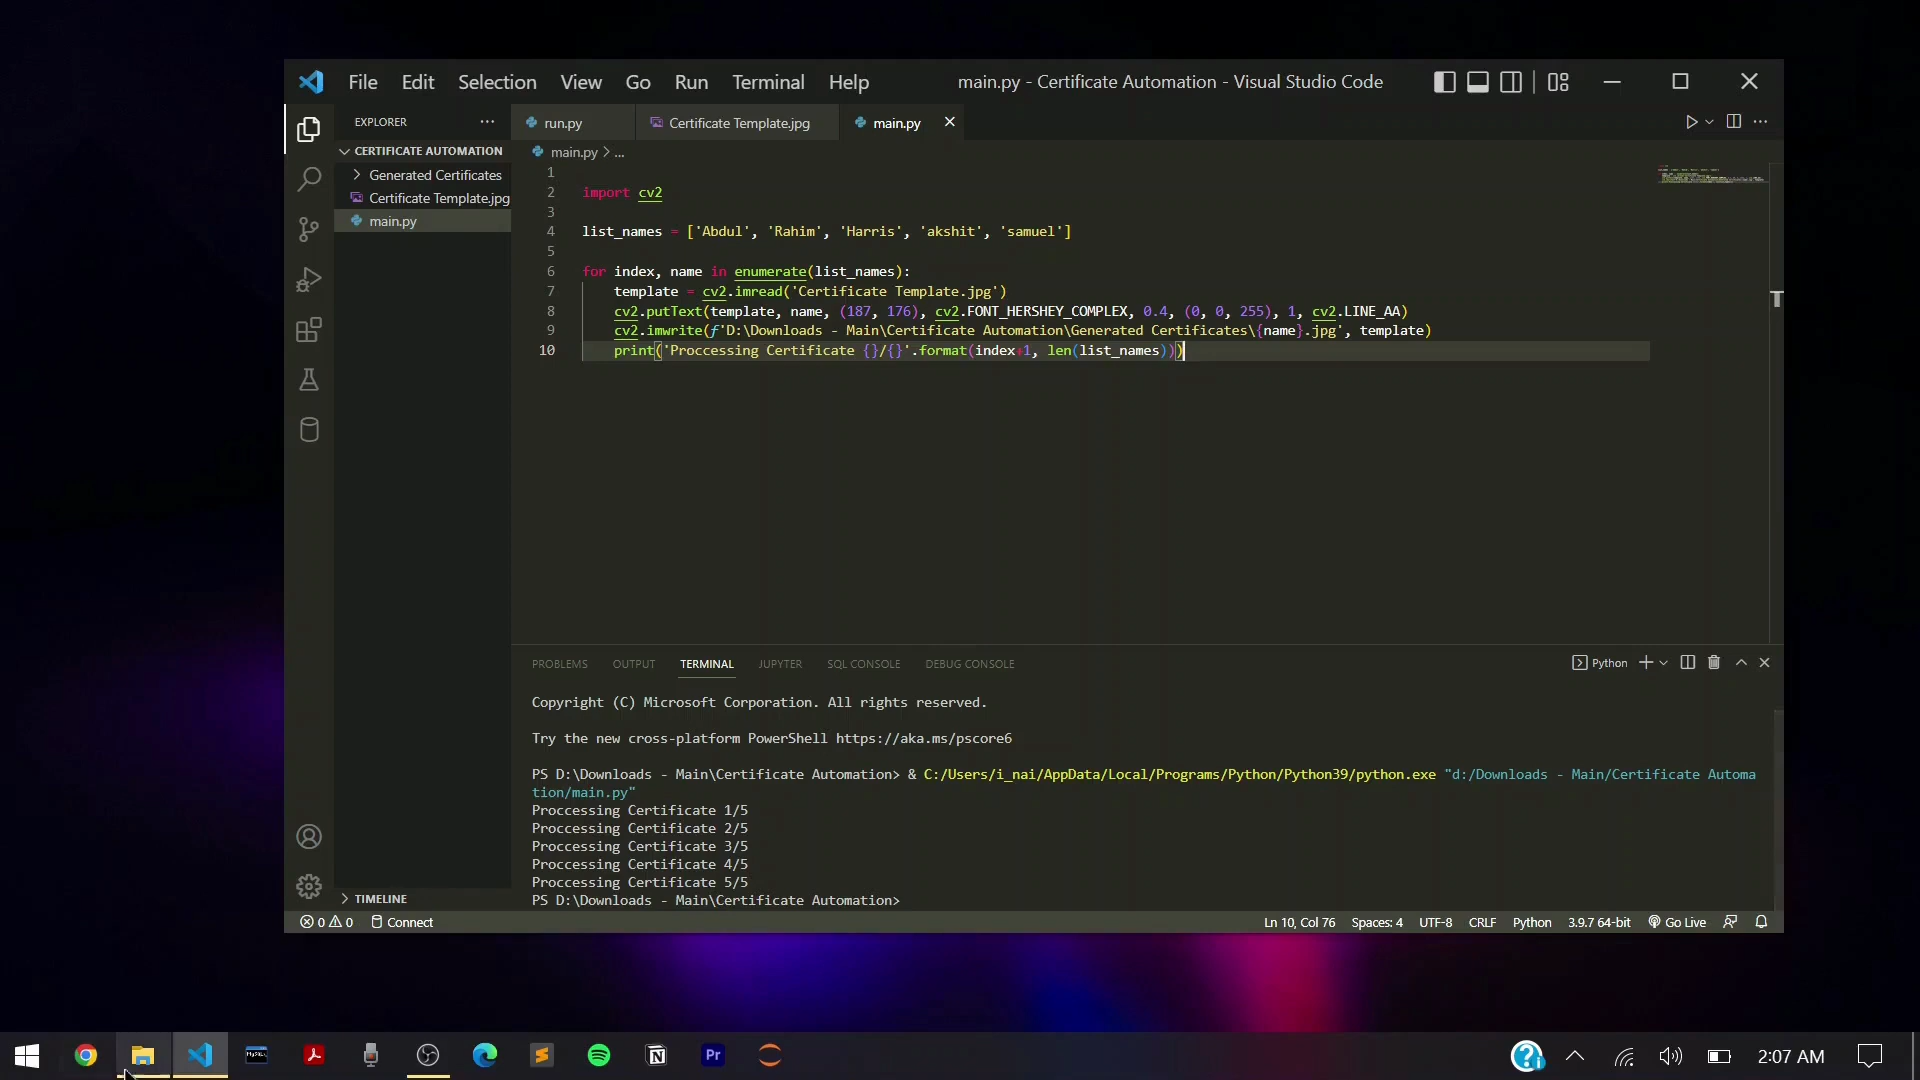 File Edit Selection View Go Run Terminal Help main.py - Certificate Automation - Visual Studio Code
EXPLORER
run.py Certificate Template.jpg main.py
CERTIFICATE AUTOMATION
Generated Certificates
Certificate Template.jpg
main.py
main.py > ...
1
2 import cv2
3
4 list_names = ['Abdul', 'Rahim', 'Harris', 'akshit', 'samuel']
5
6 for index, name in enumerate(list_names):
7 template = cv2.imread('Certificate Template.jpg')
8 cv2.putText(template, name, (187, 176), cv2.FONT_HERSHEY_COMPLEX, 0.4, (0, 0, 255), 1, cv2.LINE_AA)
9 cv2.imwrite(f'D:\Downloads - Main\Certificate Automation\Generated Certificates\{name}.jpg', template)
10 print('Proccessing Certificate {}/{}'.format(index+1, len(list_names)))
PROBLEMS OUTPUT TERMINAL JUPYTER SQL CONSOLE DEBUG CONSOLE Python
Copyright (C) Microsoft Corporation. All rights reserved.
Try the new cross-platform PowerShell https://aka.ms/pscore6
PS D:\Downloads - Main\Certificate Automation> & C:/Users/i_nai/AppData/Local/Programs/Python/Python39/python.exe "d:/Downloads - Main/Certificate Automa
tion/main.py"
Proccessing Certificate 1/5
Proccessing Certificate 2/5
Proccessing Certificate 3/5
Proccessing Certificate 4/5
Proccessing Certificate 5/5
PS D:\Downloads - Main\Certificate Automation>
TIMELINE
0 0 Connect Ln 10, Col 76 Spaces: 4 UTF-8 CRLF Python 3.9.7 64-bit Go Live
MySQL Pr 2:07 AM